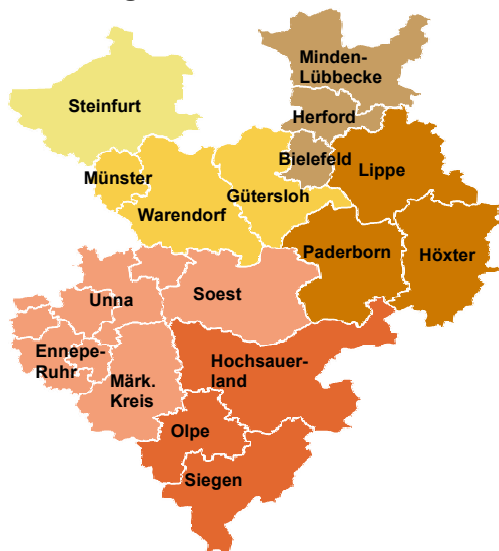 Minden-
Lübbecke
Steinfurt
Herford
Bielefeld
Lippe
Münster
Gütersloh
Warendorf
Paderborn
Höxter
Soest
Unna
Ennepe-
Ruhr
Hochsauer-
land
Märk.
Kreis
Olpe
Siegen